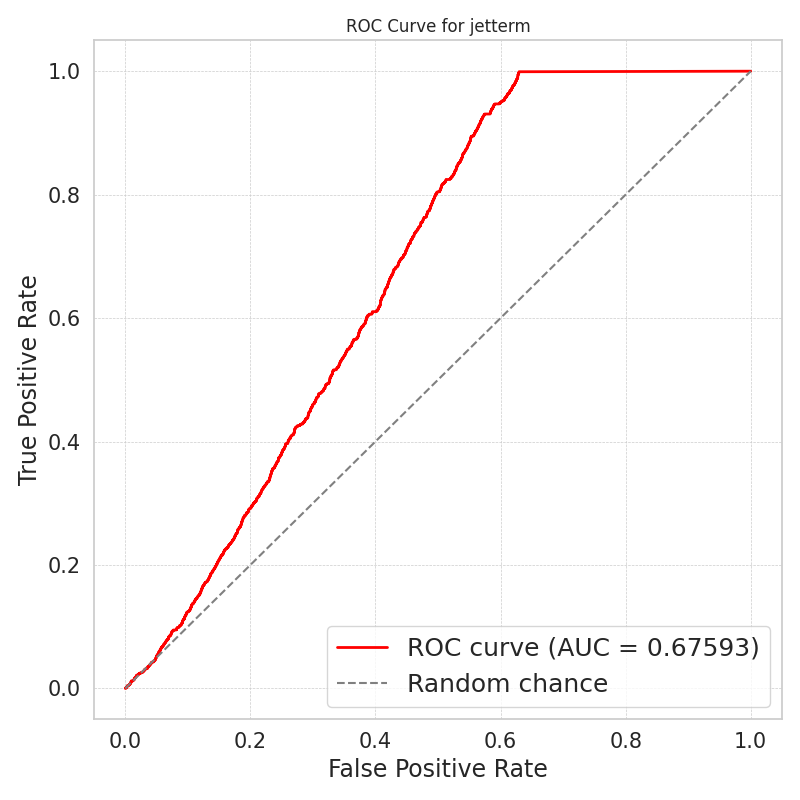 ROC Curve for jetterm
1.0
0.8
0.6
0.4
0.2
0.0
True Positive Rate
ROC curve (AUC = 0.67593)
Random chance
0.0 0.2 0.4 0.6 0.8 1.0
False Positive Rate